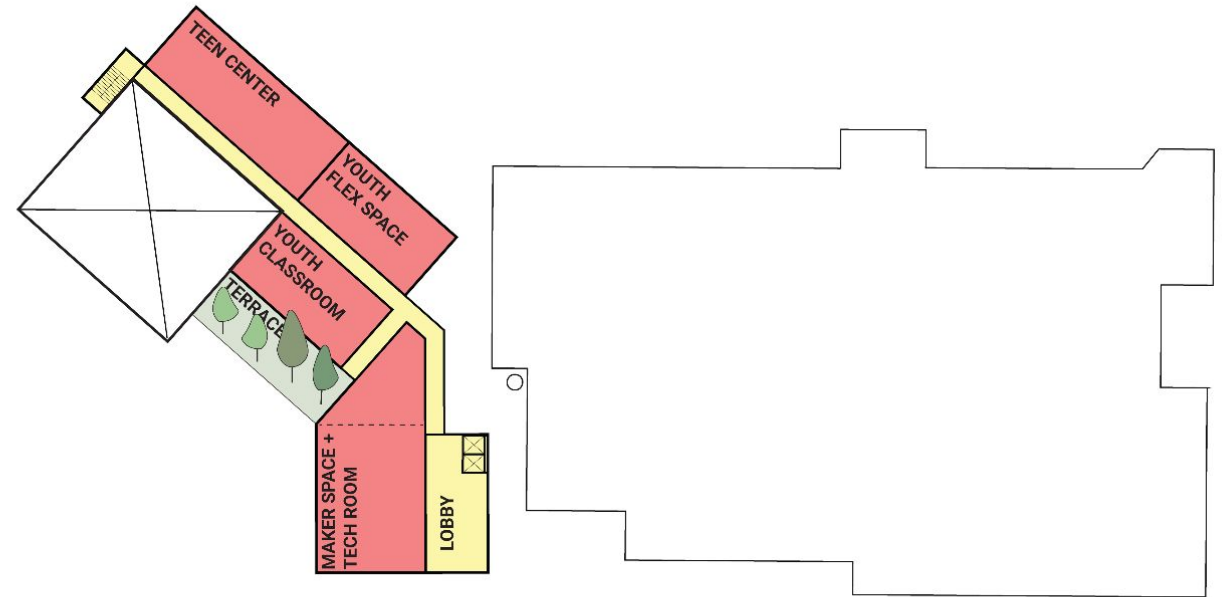 TEEN CENTER
YOUTH
FLEX SPACE
YOUTH
CLASSROOM
TERRACE
MAKER SPACE +
TECH ROOM
LOBBY